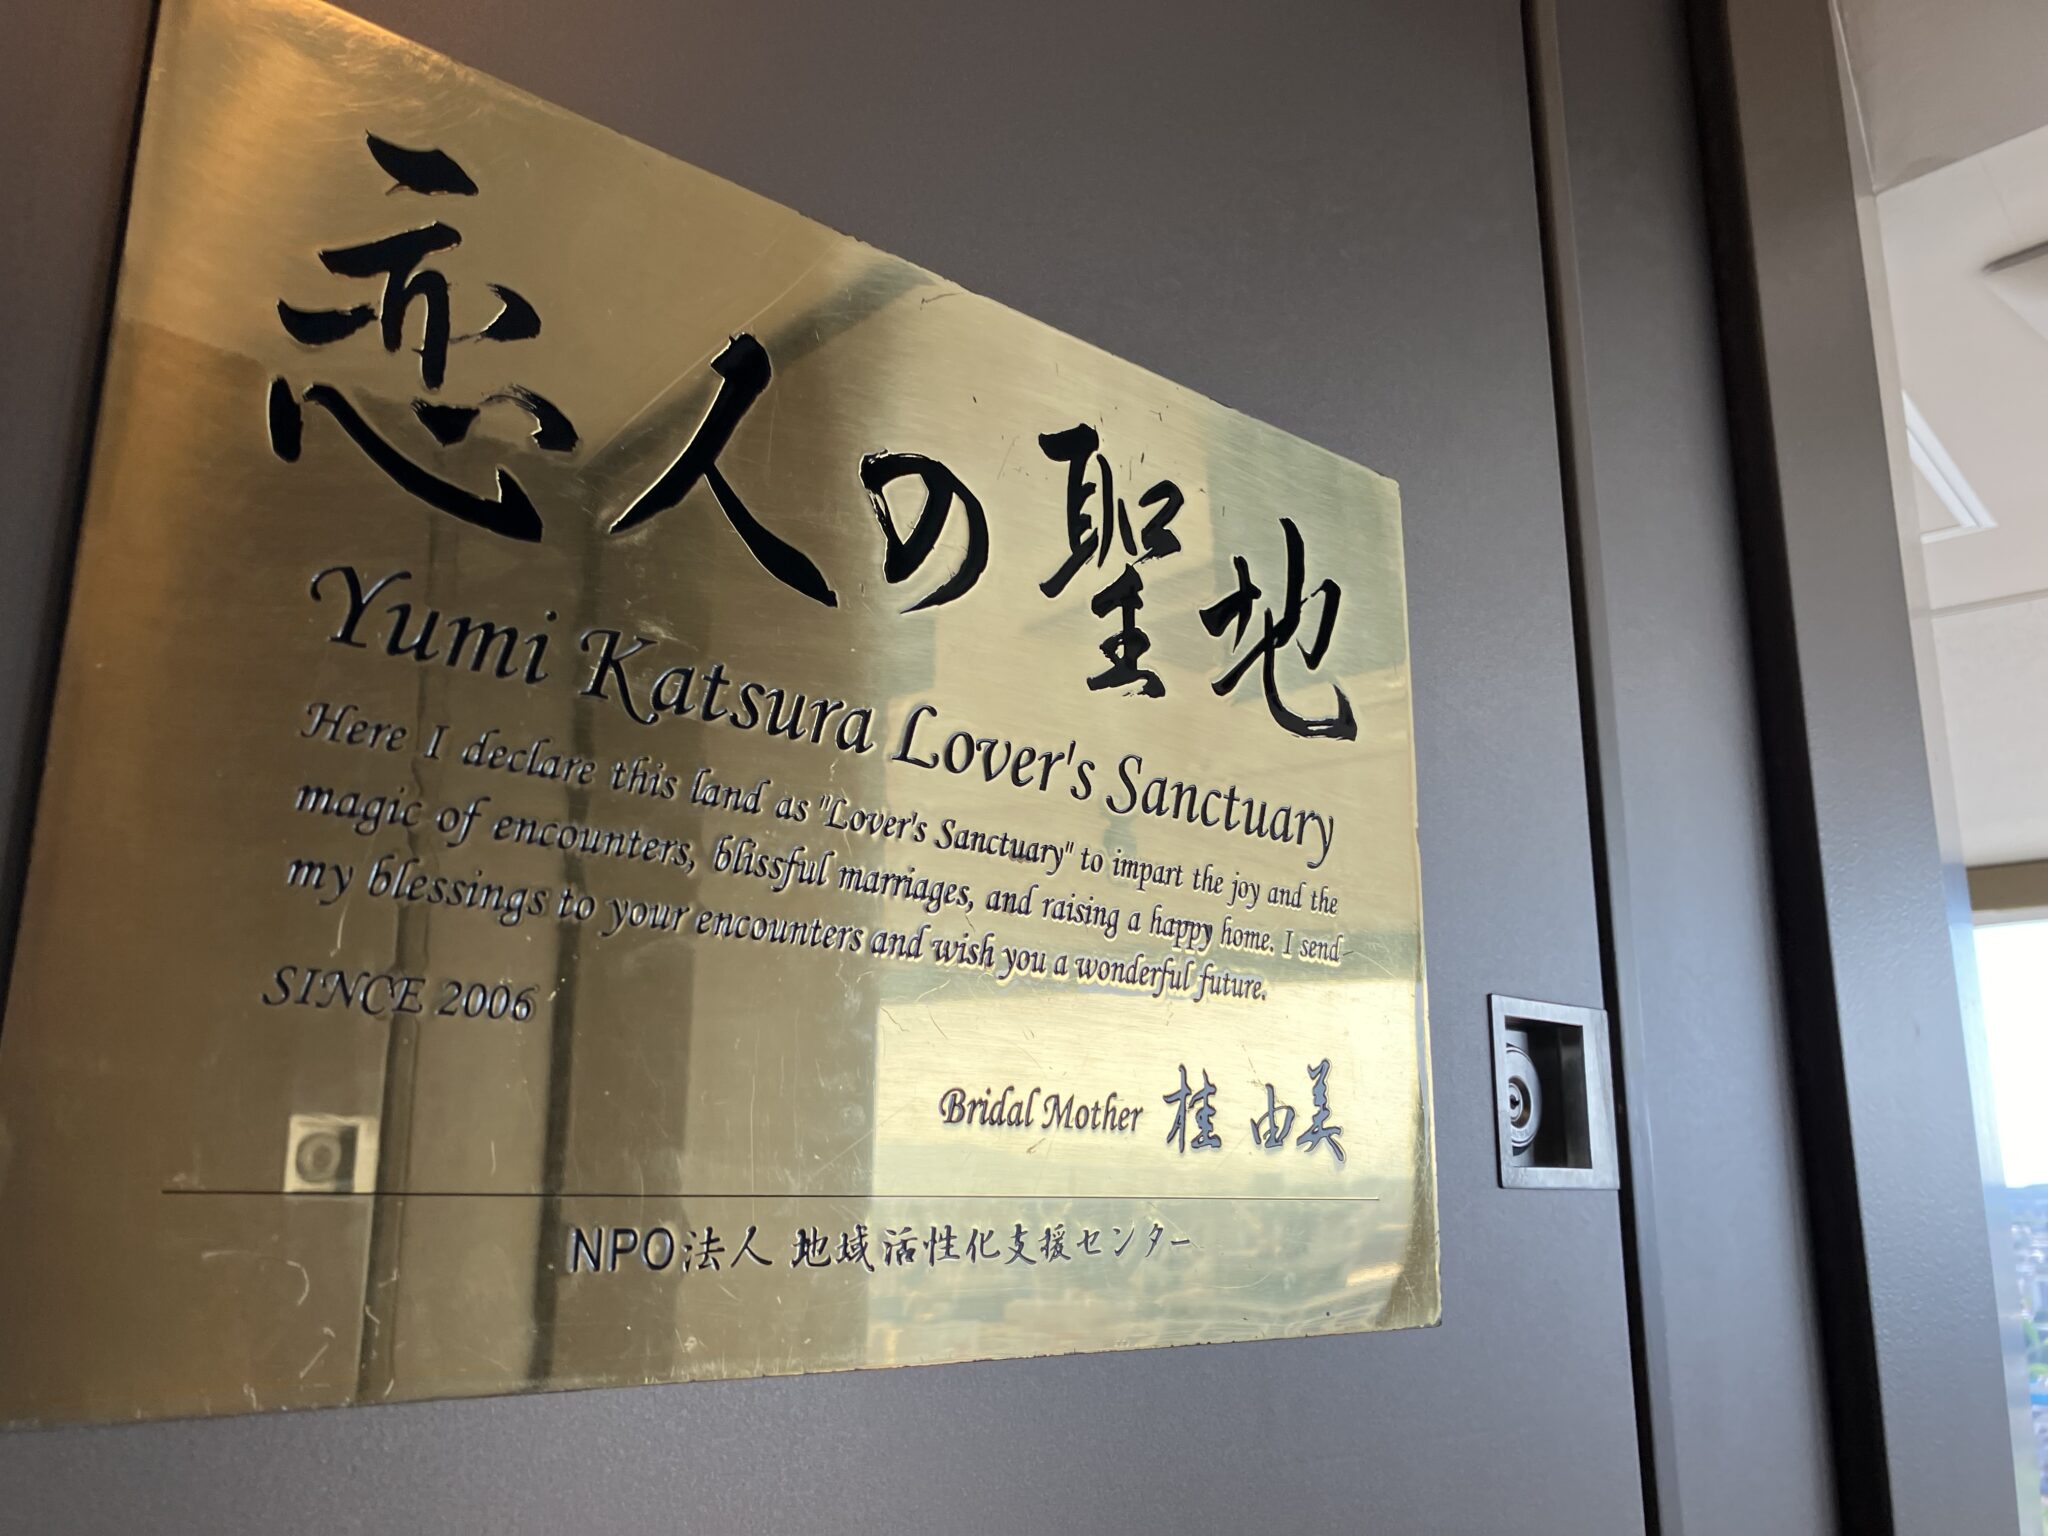 恋人の聖地
Yumi Katsura Lover's Sanctuary
Here I declare this land as "Lover's Sanctuary" to impart the joy and the
magic of encounters, blissful marriages, and raising a happy home. I send
my blessings to your encounters and wish you a wonderful future.
SINCE 2006
Bridal Mother 桂 由美
NPO法人 地域活性化支援センター